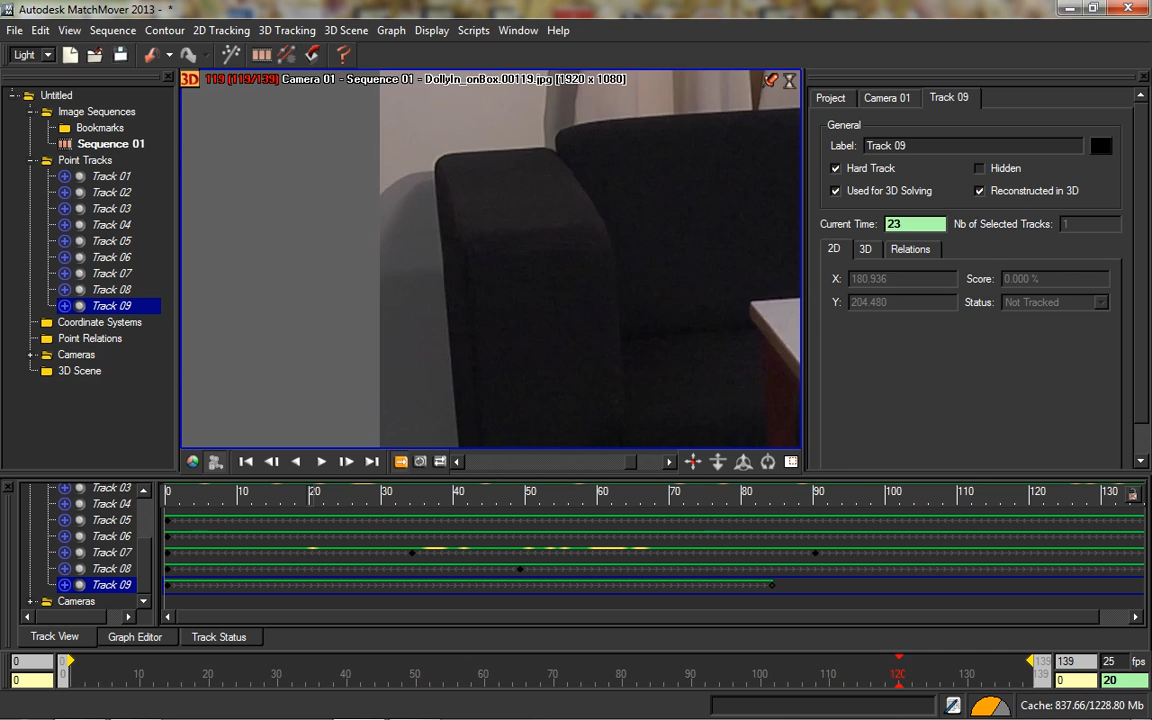 Autodesk MatchMover 2013 - *
File Edit View Sequence Contour 2D Tracking 3D Tracking 3D Scene Graph Display Scripts Window Help
Light
Untitled
Image Sequences
Bookmarks
Sequence 01
Point Tracks
Track 01
Track 02
Track 03
Track 04
Track 05
Track 06
Track 07
Track 08
Track 09
Coordinate Systems
Point Relations
Cameras
3D Scene
3D 119 (119/139) Camera 01 - Sequence 01 - DollyIn_onBox.00119.jpg [1920 x 1080]
Project Camera 01 Track 09
General
Label: Track 09
Hard Track Hidden
Used for 3D Solving Reconstructed in 3D
Current Time: 23 Nb of Selected Tracks: 1
2D 3D Relations
X: 180.936 Score: 0.000 %
Y: 204.480 Status: Not Tracked
Track 03
Track 04
Track 05
Track 06
Track 07
Track 08
Track 09
Cameras
0 10 20 30 40 50 60 70 80 90 100 110 120 130
Track View Graph Editor Track Status
0 0 139 139 25 fps
0 0 10 20 30 40 50 60 70 80 90 100 110 120 130 139 0 20
Cache: 837.66/1228.80 Mb